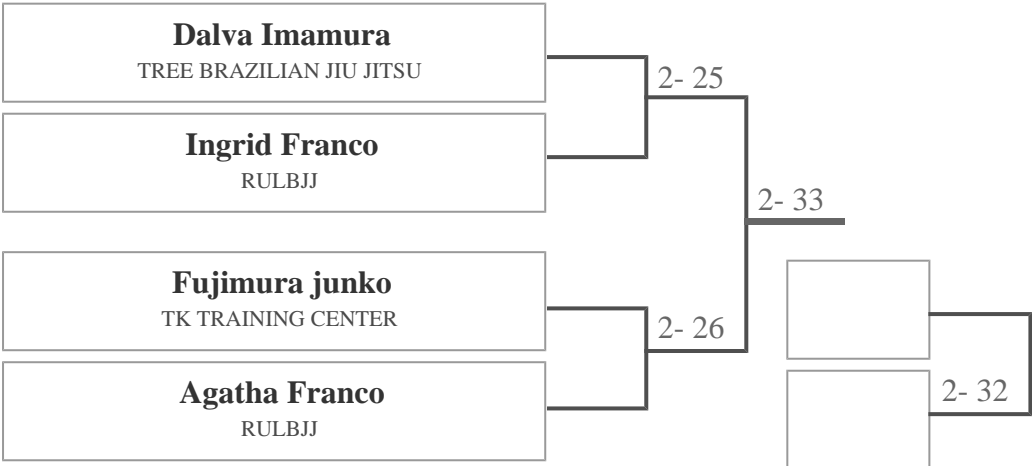 Dalva Imamura
TREE BRAZILIAN JIU JITSU
2- 25
Ingrid Franco
RULBJJ
2- 33
Fujimura junko
TK TRAINING CENTER
2- 26
Agatha Franco
RULBJJ
2- 32